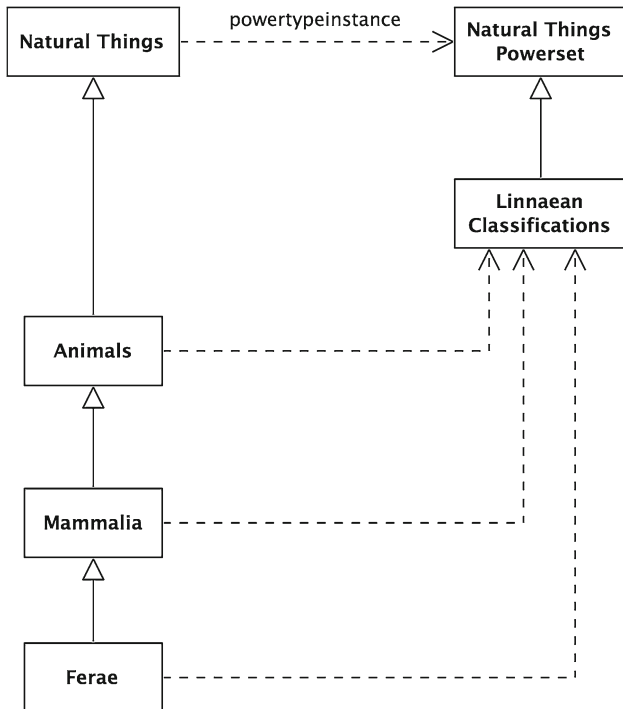 powertypeinstance
Natural Things
Natural Things
Powerset
Linnaean
Classifications
Animals
Mammalia
Ferae